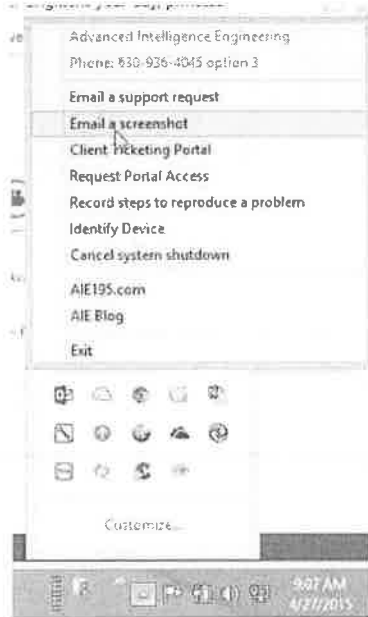 Advanced Intelligence Engineering
Phone: 630-936-4045 option 3
Email a support request
Email a screenshot
Client Ticketing Portal
Request Portal Access
Record steps to reproduce a problem
Identify Device
Cancel system shutdown
AIE195.com
AIE Blog
Exit
Customize...
9:07 AM
4/27/2015